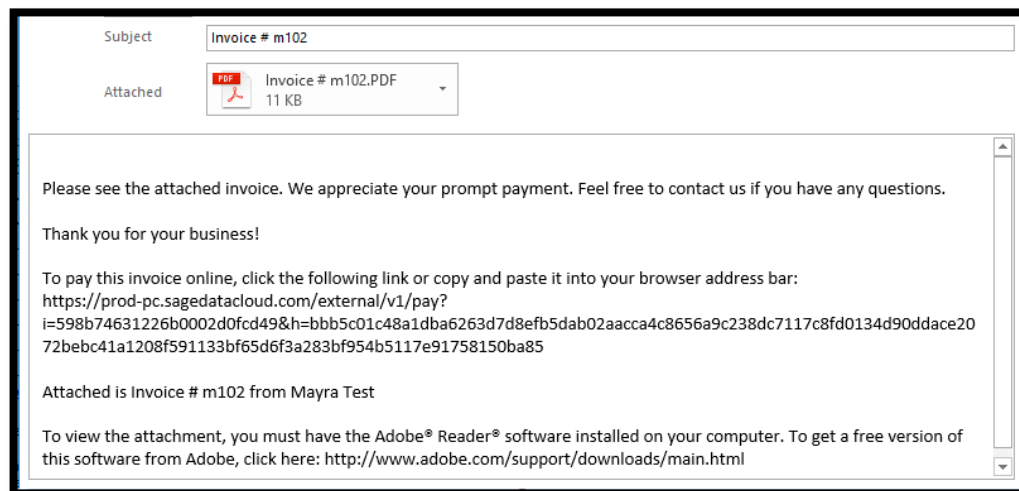 Subject
Invoice # m102
Attached
PDF
Invoice # m102.PDF
11 KB
Please see the attached invoice. We appreciate your prompt payment. Feel free to contact us if you have any questions.
Thank you for your business!
To pay this invoice online, click the following link or copy and paste it into your browser address bar:
https://prod-pc.sagedatacloud.com/external/v1/pay?
i=598b74631226b0002d0fcd49&h=bbb5c01c48a1dba6263d7d8efb5dab02aacca4c8656a9c238dc7117c8fd0134d90ddace20
72bebc41a1208f591133bf65d6f3a283bf954b5117e91758150ba85
Attached is Invoice # m102 from Mayra Test
To view the attachment, you must have the Adobe® Reader® software installed on your computer. To get a free version of
this software from Adobe, click here: http://www.adobe.com/support/downloads/main.html